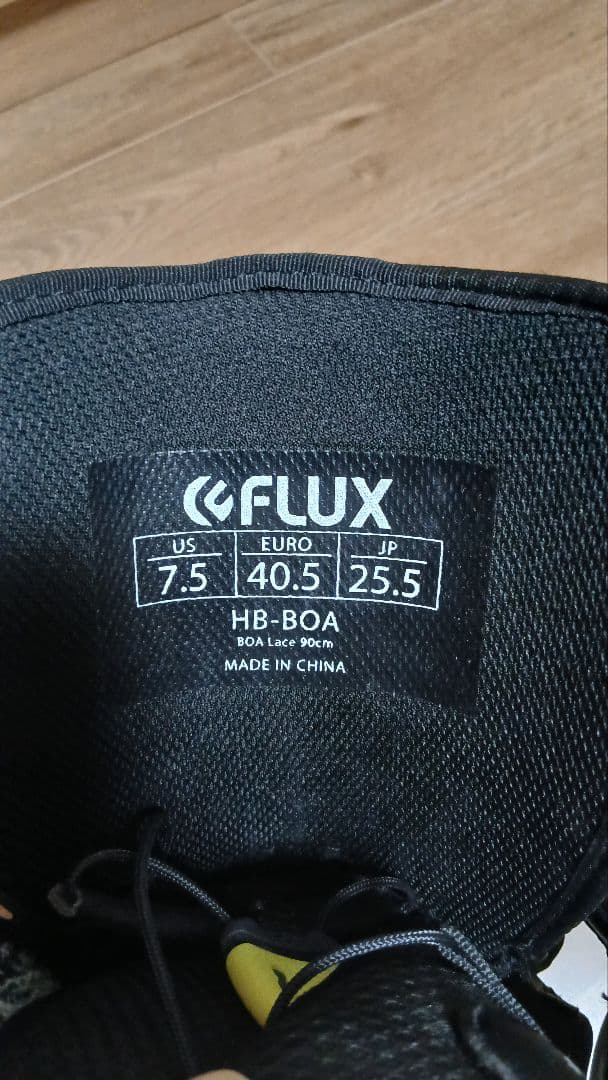 FLUX
US EURO JP
7.5 40.5 25.5
HB-BOA
BOA Lace 90cm
MADE IN CHINA